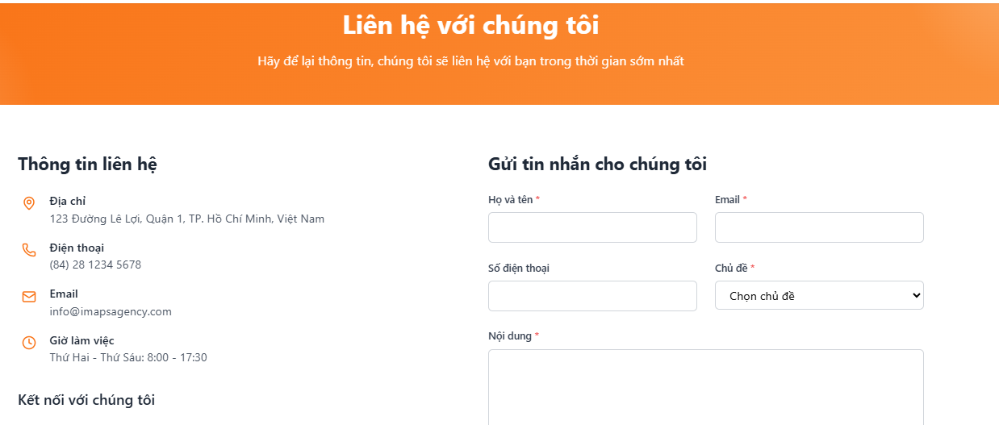 Liên hệ với chúng tôi
Hãy để lại thông tin, chúng tôi sẽ liên hệ với bạn trong thời gian sớm nhất
Thông tin liên hệ
Địa chỉ
123 Đường Lê Lợi, Quận 1, TP. Hồ Chí Minh, Việt Nam
Điện thoại
(84) 28 1234 5678
Email
info@imapsagency.com
Giờ làm việc
Thứ Hai - Thứ Sáu: 8:00 - 17:30
Kết nối với chúng tôi
Gửi tin nhắn cho chúng tôi
Họ và tên *
Email *
Số điện thoại
Chủ đề *
Chọn chủ đề
Nội dung *